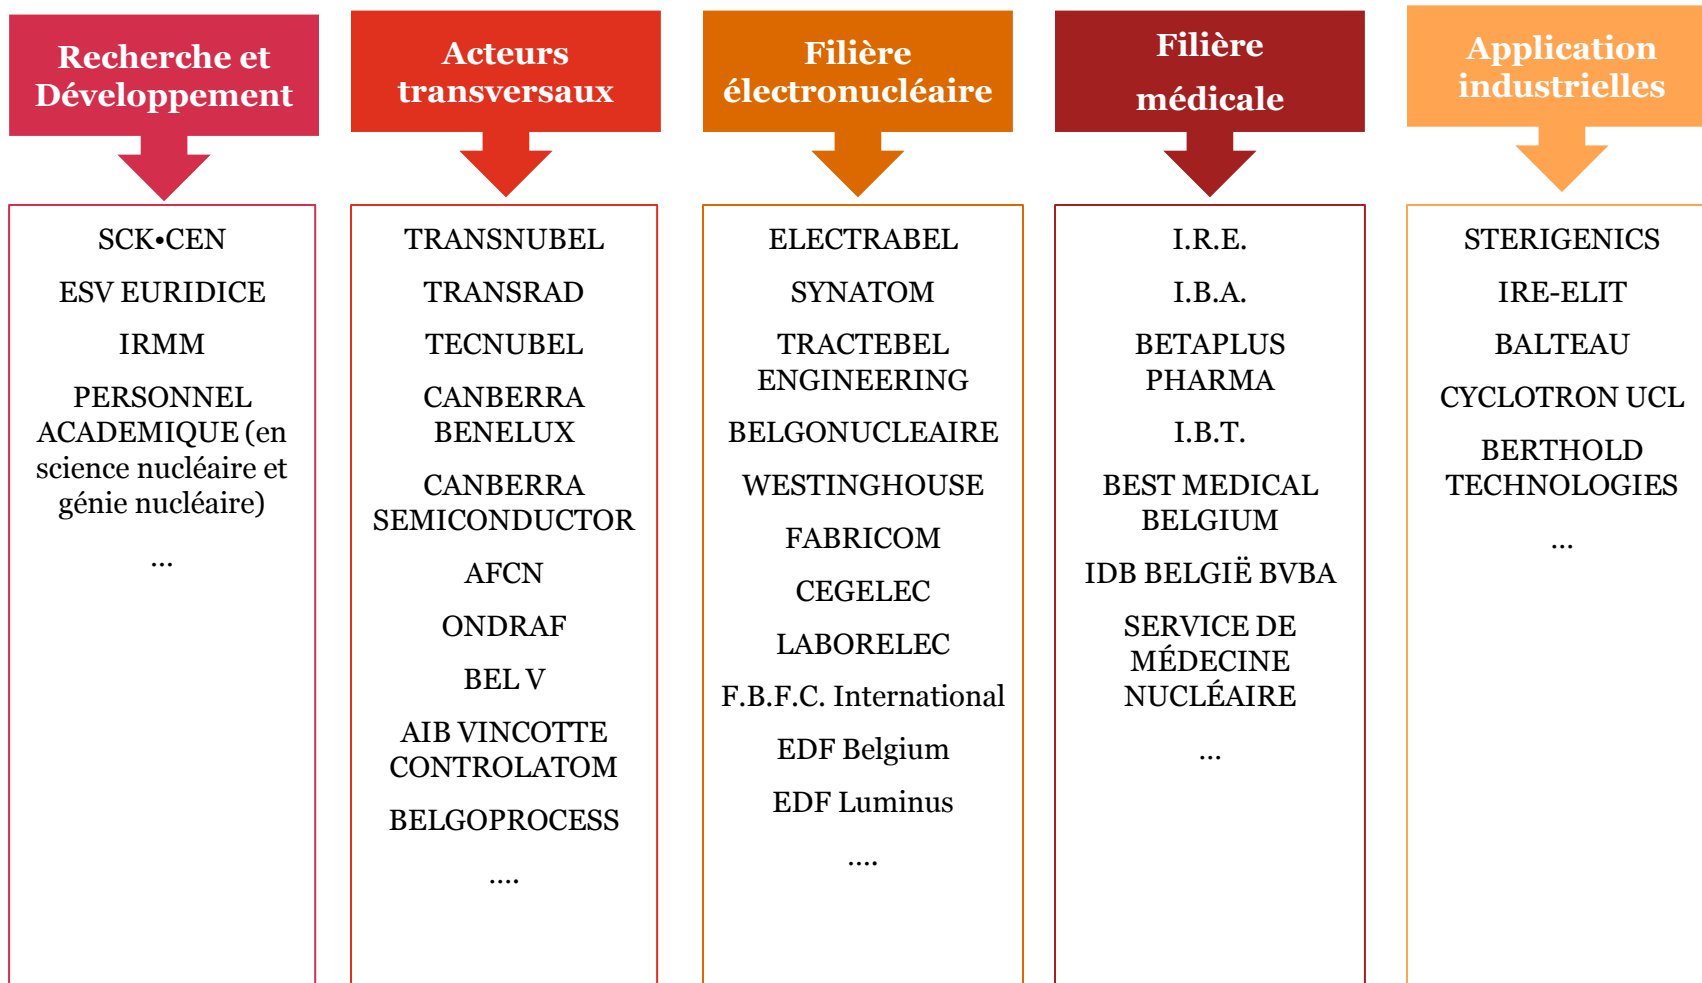 Recherche et
Développement
SCK•CEN
ESV EURIDICE
IRMM
PERSONNEL
ACADEMIQUE (en
science nucléaire et
génie nucléaire)
...
Acteurs
transversaux
TRANSNUBEL
TRANSRAD
TECNUBEL
CANBERRA
BENELUX
CANBERRA
SEMICONDUCTOR
AFCN
ONDRAF
BEL V
AIB VINCOTTE
CONTROLATOM
BELGOPROCESS
....
Filière
électronucléaire
ELECTRABEL
SYNATOM
TRACTEBEL
ENGINEERING
BELGONUCLEAIRE
WESTINGHOUSE
FABRICOM
CEGELEC
LABORELEC
F.B.F.C. International
EDF Belgium
EDF Luminus
....
Filière
médicale
I.R.E.
I.B.A.
BETAPLUS
PHARMA
I.B.T.
BEST MEDICAL
BELGIUM
IDB BELGIË BVBA
SERVICE DE
MÉDECINE
NUCLÉAIRE
...
Application
industrielles
STERIGENICS
IRE-ELIT
BALTEAU
CYCLOTRON UCL
BERTHOLD
TECHNOLOGIES
...